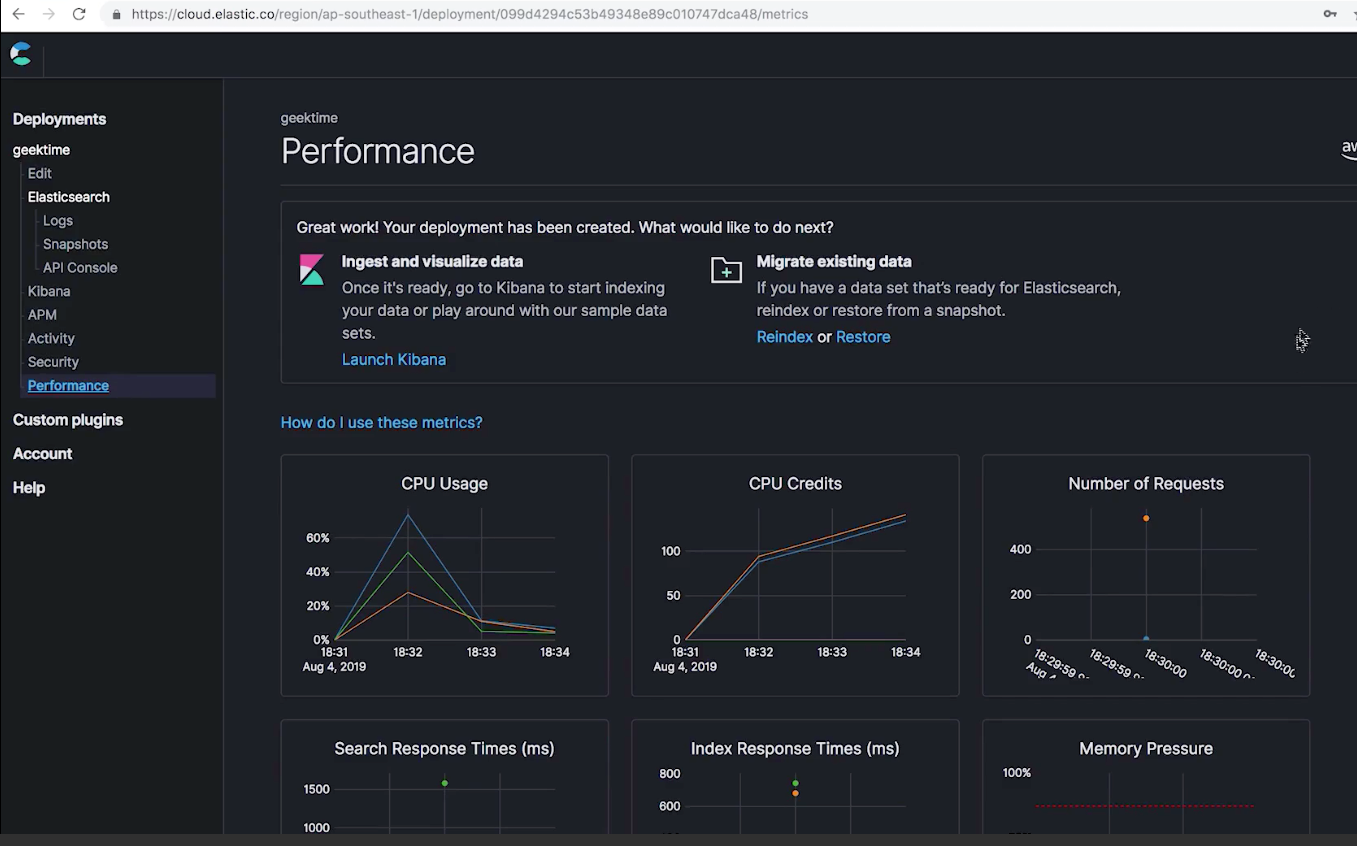 https://cloud.elastic.co/region/ap-southeast-1/deployment/099d4294c53b49348e89c010747dca48/metrics
Deployments
geektime
Edit
Elasticsearch
Logs
Snapshots
API Console
Kibana
APM
Activity
Security
Performance
Custom plugins
Account
Help
geektime
Performance
Great work! Your deployment has been created. What would like to do next?
Ingest and visualize data
Once it's ready, go to Kibana to start indexing
your data or play around with our sample data
sets.
Launch Kibana
Migrate existing data
If you have a data set that's ready for Elasticsearch,
reindex or restore from a snapshot.
Reindex or Restore
How do I use these metrics?
CPU Usage
60%
40%
20%
0%
18:31 18:32 18:33 18:34
Aug 4, 2019
CPU Credits
100
50
0
18:31 18:32 18:33 18:34
Aug 4, 2019
Number of Requests
400
200
0
18:29:59 18:29:59 18:30:00 18:30:00 18:30:00
Aug 4
Search Response Times (ms)
1500
1000
Index Response Times (ms)
800
600
Memory Pressure
100%